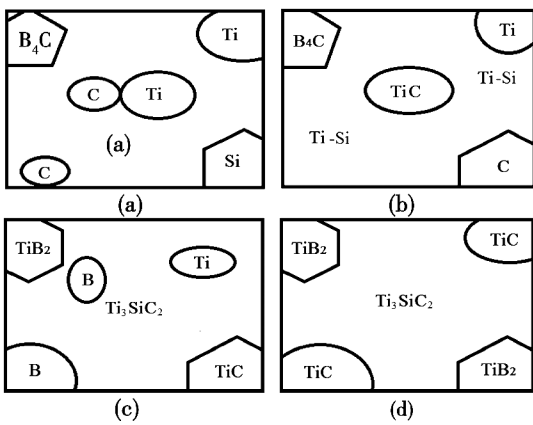 B₄C
Ti
C
Ti
(a)
C
Si
(a)
B₄C
Ti
Ti-Si
TiC
Ti-Si
C
(b)
TiB₂
B
Ti
Ti₃SiC₂
B
TiC
(c)
TiB₂
TiC
Ti₃SiC₂
TiC
TiB₂
(d)